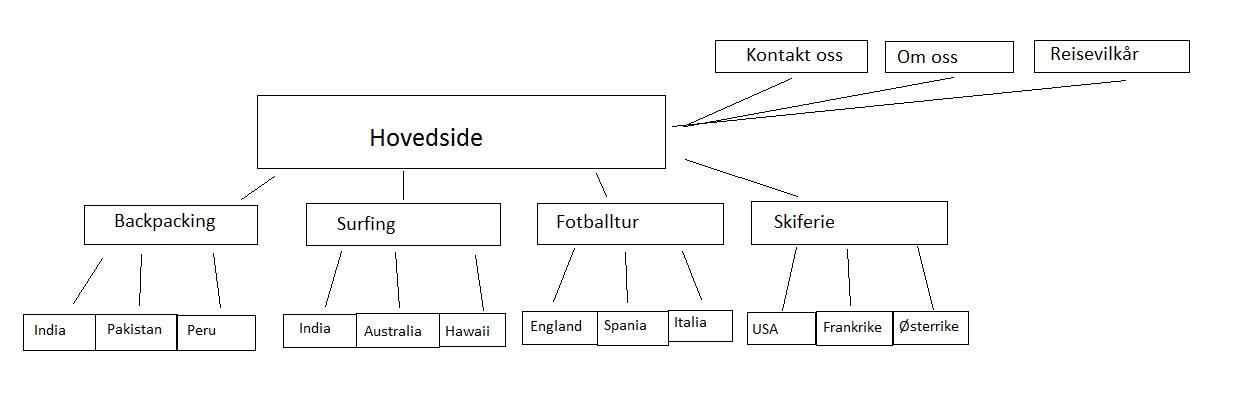 Kontakt oss
Om oss
Reisevilkår
Hovedside
Backpacking
Surfing
Fotballtur
Skiferie
India
Pakistan
Peru
India
Australia
Hawaii
England
Spania
Italia
USA
Frankrike
Østerrike